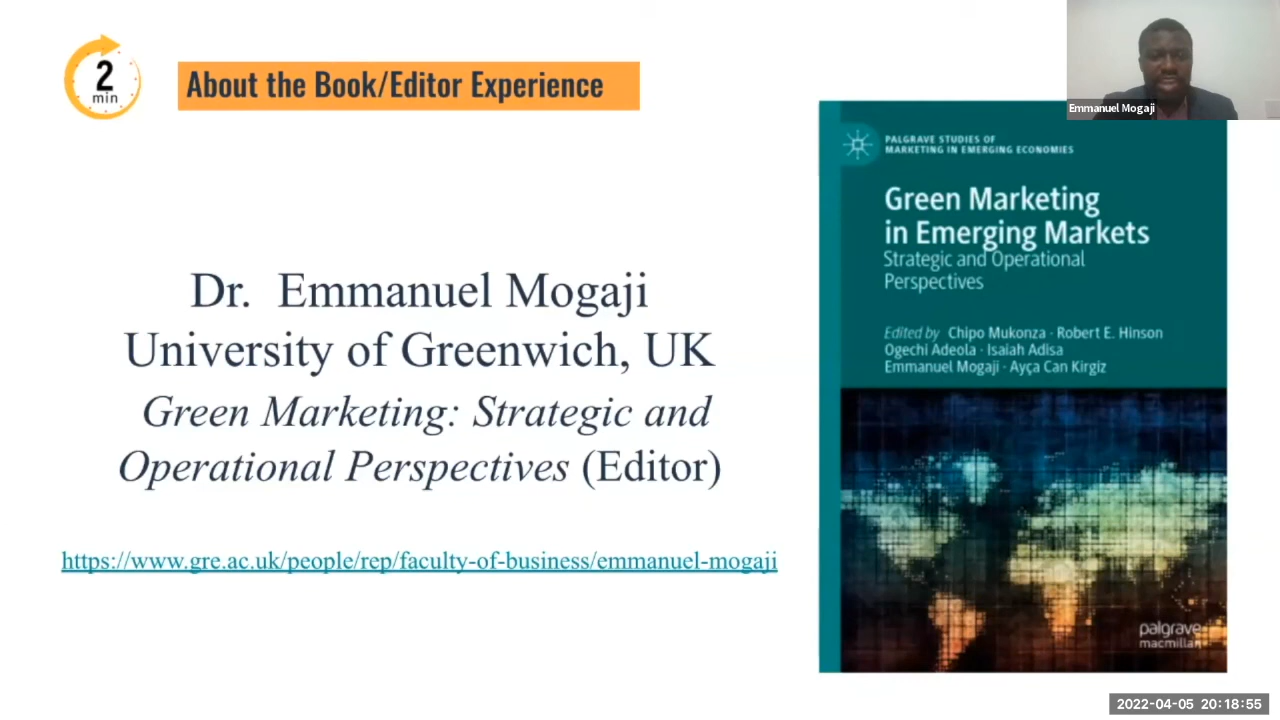 2
min
About the Book/Editor Experience
Emmanuel Mogaji
Dr. Emmanuel Mogaji
University of Greenwich, UK
Green Marketing: Strategic and
Operational Perspectives (Editor)
https://www.gre.ac.uk/people/rep/faculty-of-business/emmanuel-mogaji
PALGRAVE STUDIES OF
MARKETING IN EMERGING ECONOMIES
Green Marketing
in Emerging Markets
Strategic and Operational
Perspectives
Edited by Chipo Mukonza · Robert E. Hinson
Ogechi Adeola · Isaiah Adisa
Emmanuel Mogaji · Ayça Can Kirgiz
palgrave
macmillan
2022-04-05 20:18:55